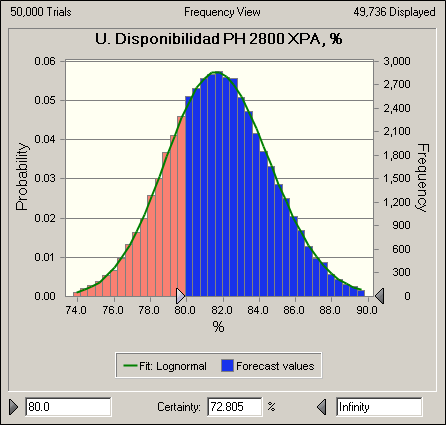 50,000 Trials Frequency View 49,736 Displayed
U. Disponibilidad PH 2800 XPA, %
0.06 3,000
0.05 2,700
2,400
0.04 2,100
1,800
0.03 1,500
1,200
0.02 900
0.01 600
300
0.00 0
Probability
Frequency
74.0 76.0 78.0 80.0 82.0 84.0 86.0 88.0 90.0
%
Fit: Lognormal Forecast values
80.0 Certainty: 72.805 % Infinity